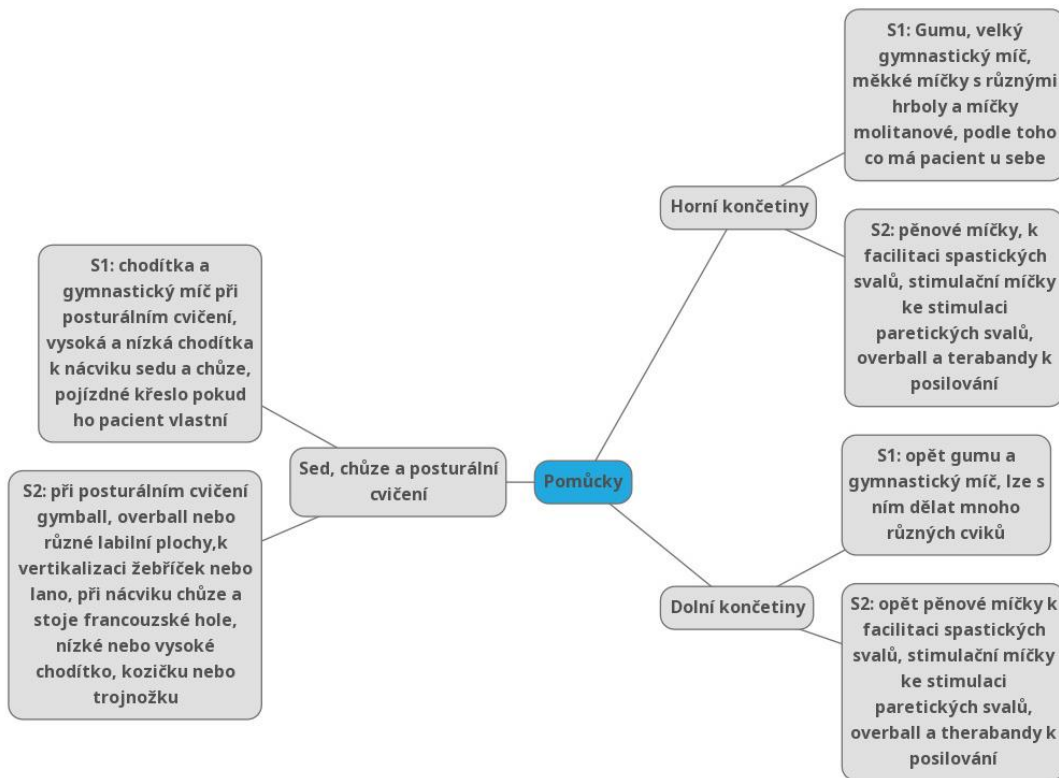 S1: Gumu, velký
gymnastický míč,
měkké míčky s různými
hrboly a míčky
molitanové, podle toho
co má pacient u sebe
Horní končetiny
S2: pěnové míčky, k
facilitaci spastických
svalů, stimulační míčky
ke stimulaci
paretických svalů,
overball a terabandy k
posilování
S1: chodítka a
gymnastický míč při
posturálním cvičení,
vysoká a nízká chodítka
k nácviku sedu a chůze,
pojízdné křeslo pokud
ho pacient vlastní
Sed, chůze a posturální
cvičení
Pomůcky
S2: při posturálním cvičení
gymball, overball nebo
různé labilní plochy,k
vertikalizaci žebříček nebo
lano, při nácviku chůze a
stoje francouzské hole,
nízké nebo vysoké
chodítko, kozičku nebo
trojnožku
S1: opět gumu a
gymnastický míč, lze s
ním dělat mnoho
různých cviků
Dolní končetiny
S2: opět pěnové míčky k
facilitaci spastických
svalů, stimulační míčky
ke stimulaci
paretických svalů,
overball a therabandy k
posilování